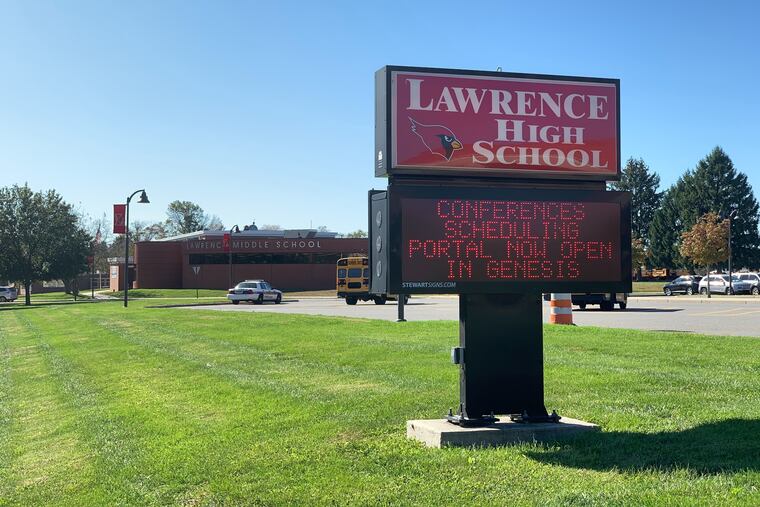 LAWRENCE
HIGH
SCHOOL
CONFERENCES
SCHEDULING
PORTAL NOW OPEN
IN GENESIS
STEWARTSIGNS.COM
LAWRENCE MIDDLE SCHOOL